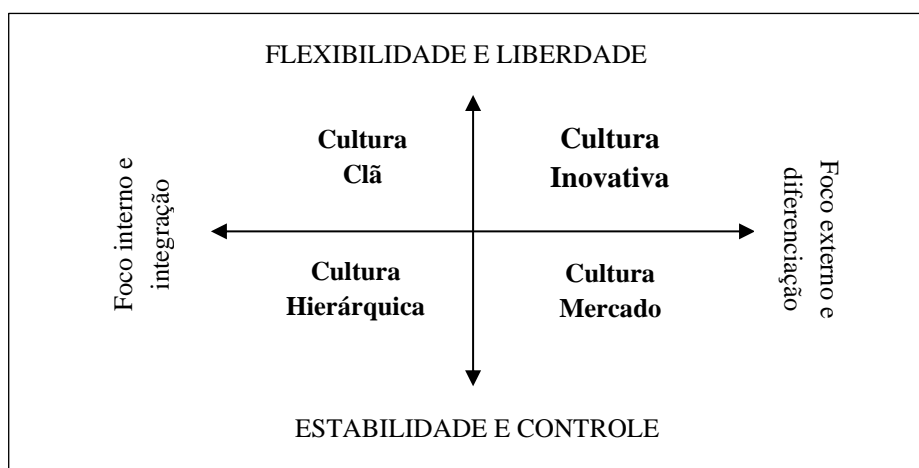 FLEXIBILIDADE E LIBERDADE
Cultura
Clã
Cultura
Inovativa
Foco interno e
integração
Foco externo e
diferenciação
Cultura
Hierárquica
Cultura
Mercado
ESTABILIDADE E CONTROLE